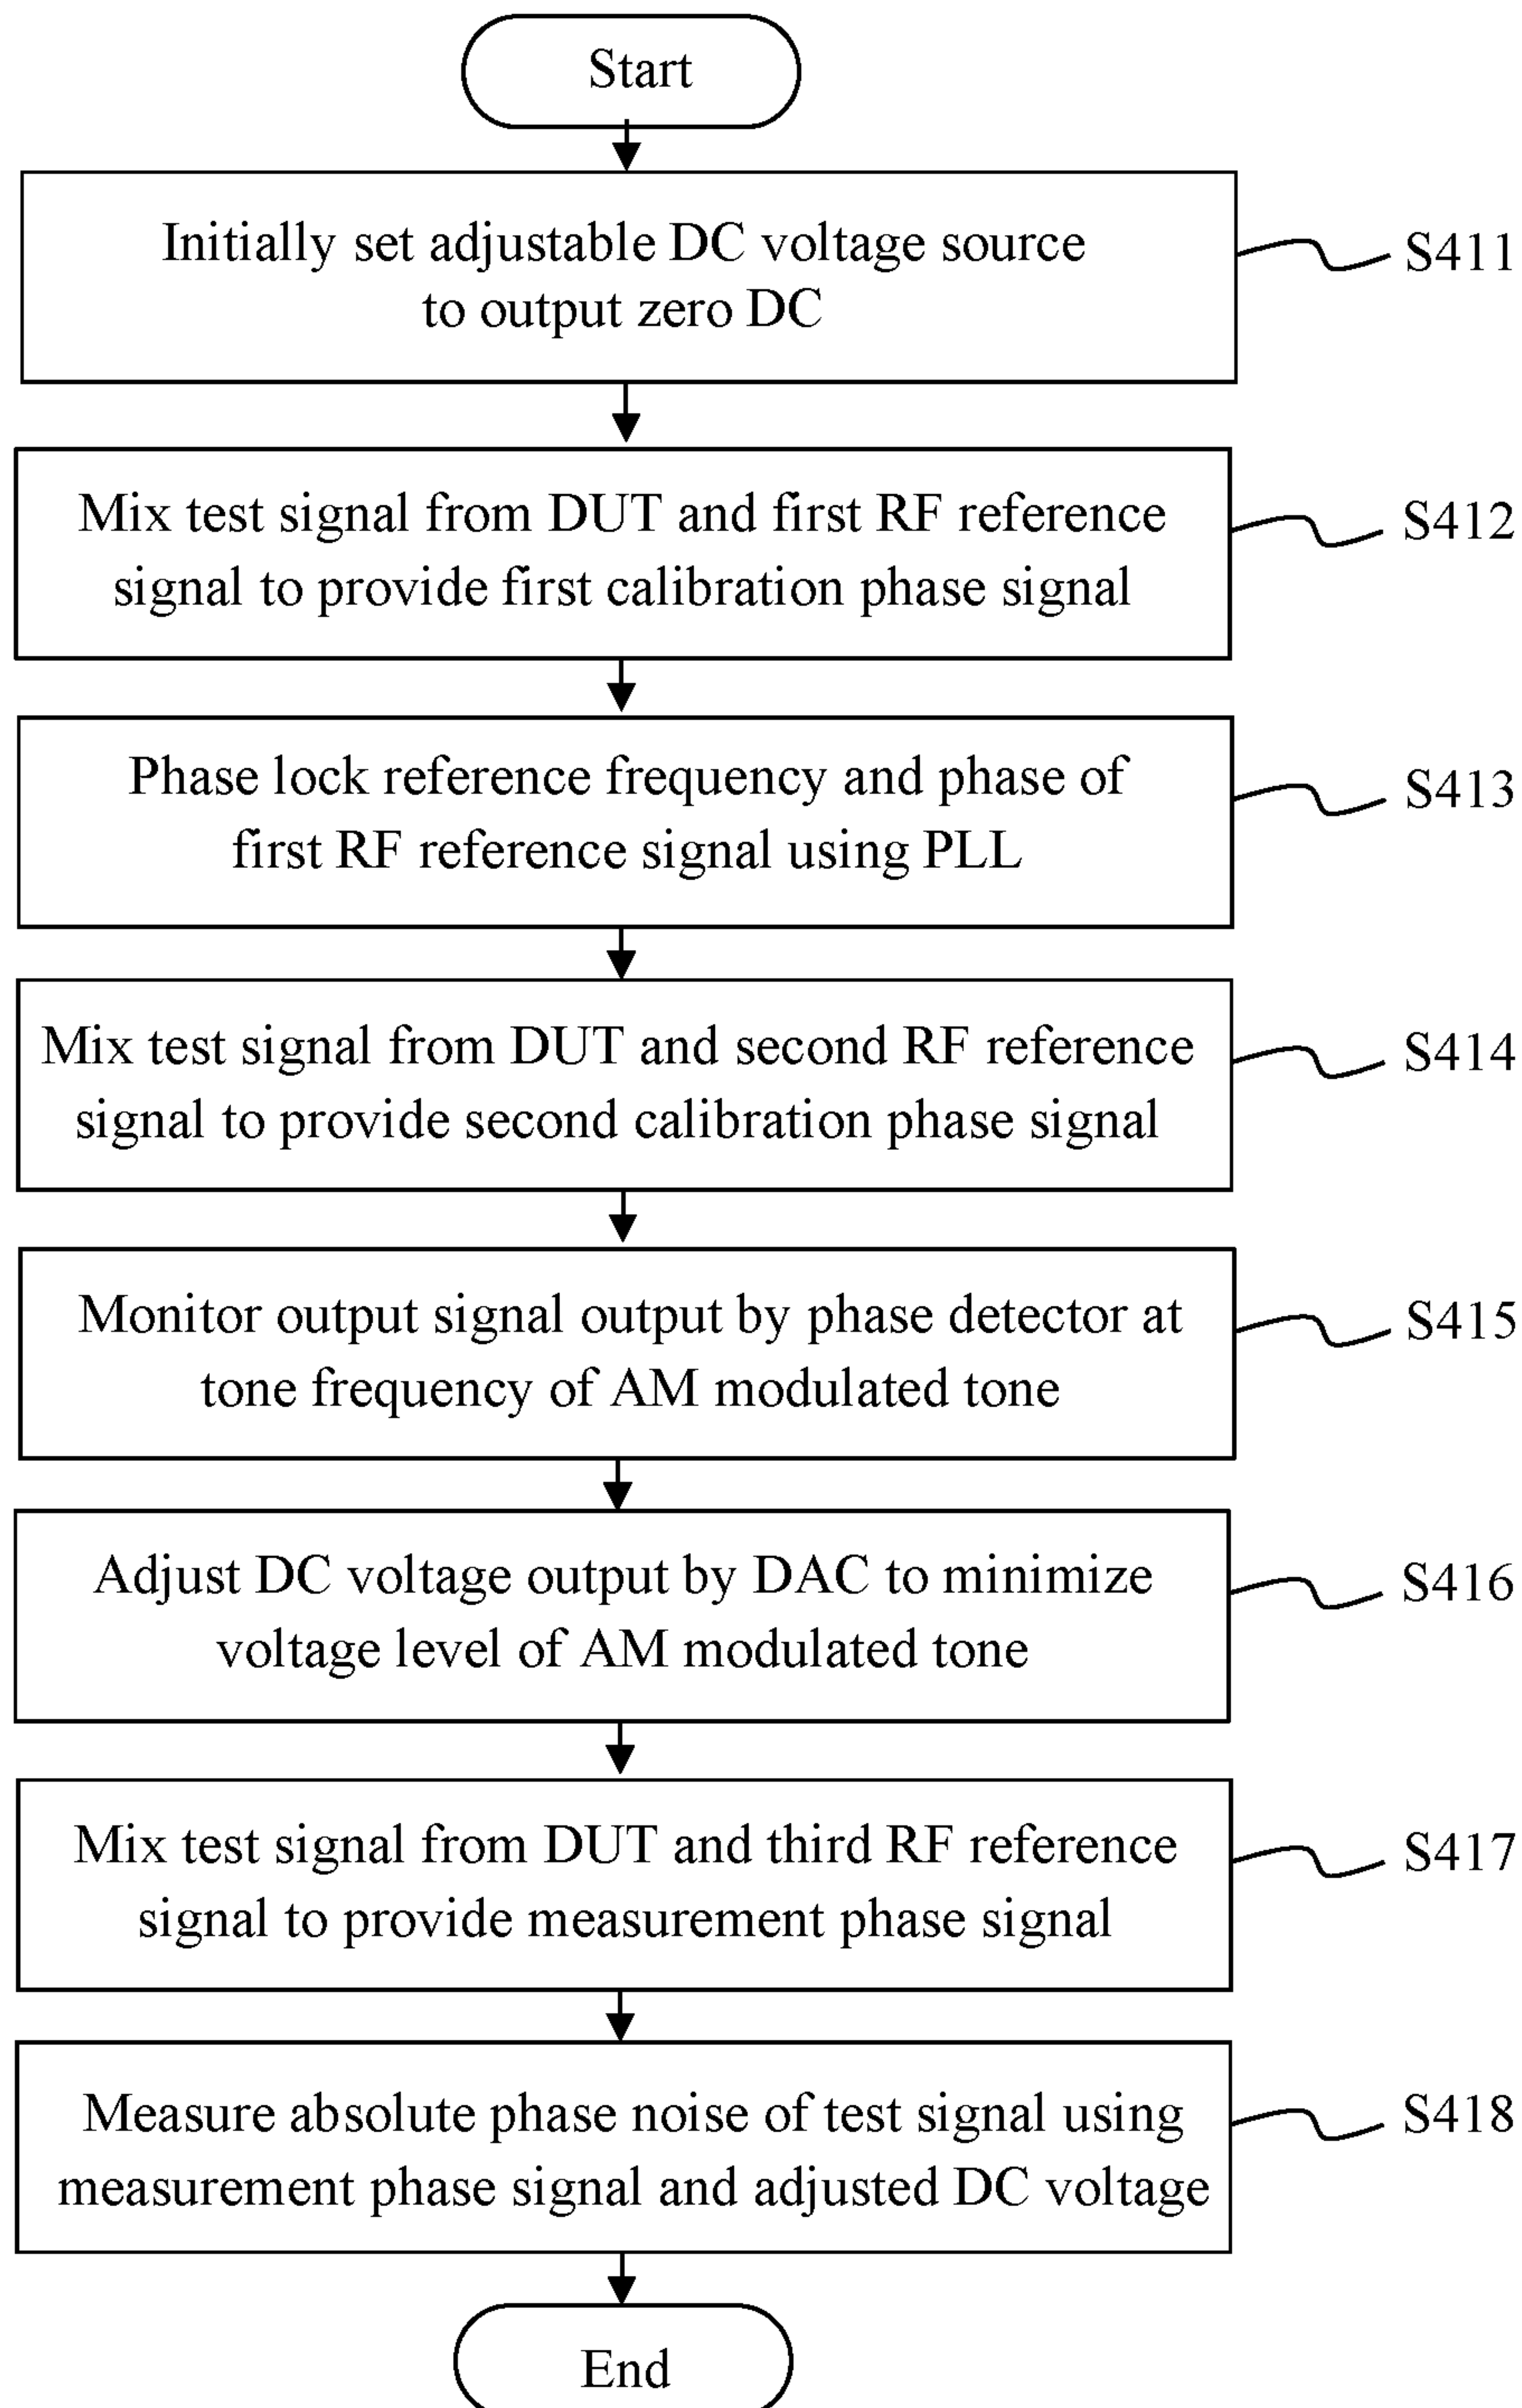 Start
Initially set adjustable DC voltage source
to output zero DC
S411
Mix test signal from DUT and first RF reference
signal to provide first calibration phase signal
S412
Phase lock reference frequency and phase of
first RF reference signal using PLL
S413
Mix test signal from DUT and second RF reference
signal to provide second calibration phase signal
S414
Monitor output signal output by phase detector at
tone frequency of AM modulated tone
S415
Adjust DC voltage output by DAC to minimize
voltage level of AM modulated tone
S416
Mix test signal from DUT and third RF reference
signal to provide measurement phase signal
S417
Measure absolute phase noise of test signal using
measurement phase signal and adjusted DC voltage
S418
End